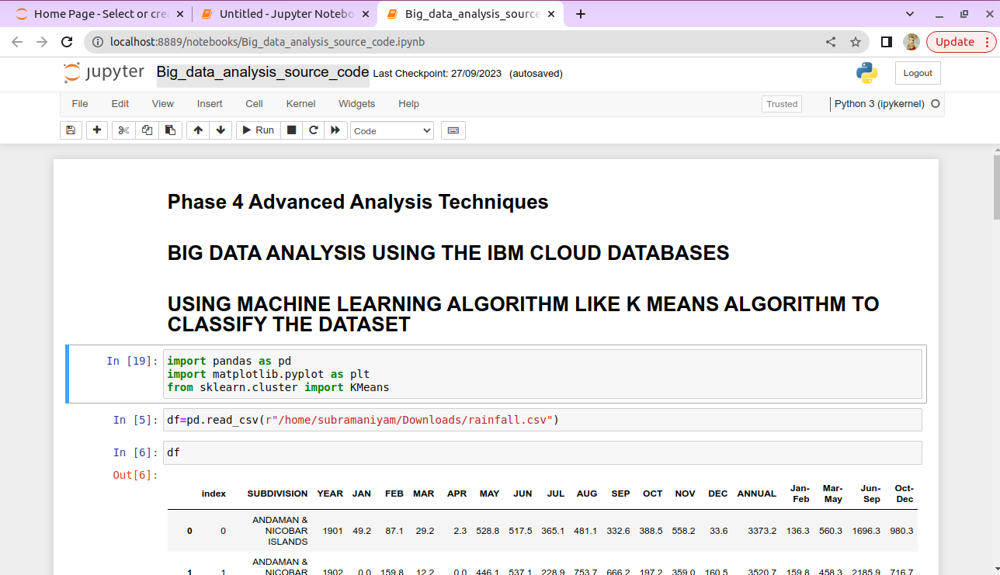 Home Page - Select or crea
Untitled - Jupyter Notebo
Big_data_analysis_source
localhost:8889/notebooks/Big_data_analysis_source_code.ipynb
Update
jupyter Big_data_analysis_source_code Last Checkpoint: 27/09/2023 (autosaved)
Logout
File Edit View Insert Cell Kernel Widgets Help
Trusted
Python 3 (ipykernel)
Run
Code
Phase 4 Advanced Analysis Techniques
BIG DATA ANALYSIS USING THE IBM CLOUD DATABASES
USING MACHINE LEARNING ALGORITHM LIKE K MEANS ALGORITHM TO
CLASSIFY THE DATASET
In [19]:
import pandas as pd
import matplotlib.pyplot as plt
from sklearn.cluster import KMeans
In [5]: df=pd.read_csv(r"/home/subramaniyam/Downloads/rainfall.csv")
In [6]: df
Out[6]:
index SUBDIVISION YEAR JAN FEB MAR APR MAY JUN JUL AUG SEP OCT NOV DEC ANNUAL Jan-Feb Mar-May Jun-Sep Oct-Dec
0 0 ANDAMAN & NICOBAR ISLANDS 1901 49.2 87.1 29.2 2.3 528.8 517.5 365.1 481.1 332.6 388.5 558.2 33.6 3373.2 136.3 560.3 1696.3 980.3
1 1 ANDAMAN & NICOBAR 1902 0.0 159.8 12.2 0.0 446.1 537.1 228.9 753.7 666.2 197.2 359.0 160.5 3520.7 159.8 458.3 2185.9 716.7